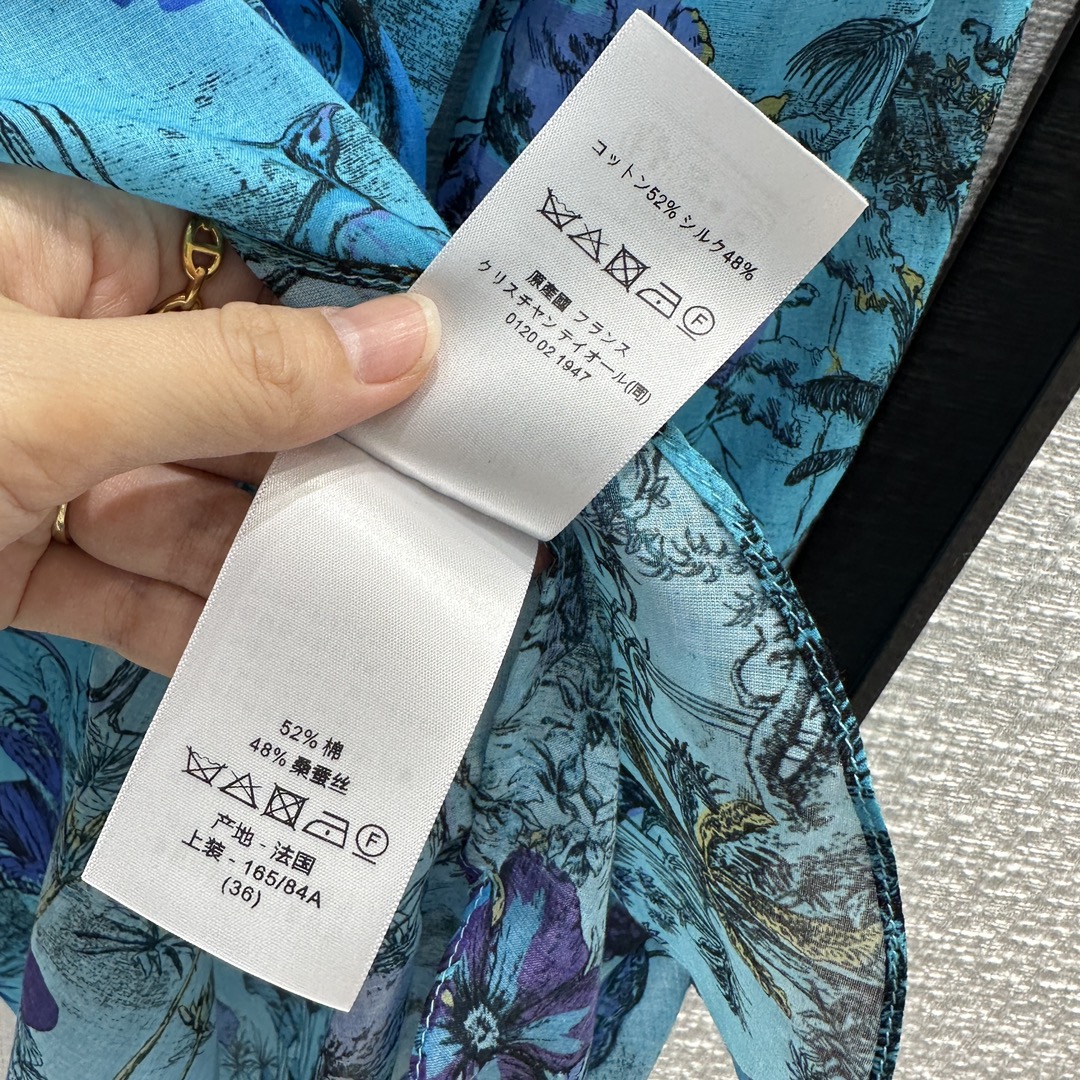 コットン52% シルク48%
F
原產國 フランス
クリスチャン ディオール(同)
0120 02 1947
52% 棉
48% 桑蚕丝
F
产地 - 法国
上装 - 165/84A
(36)